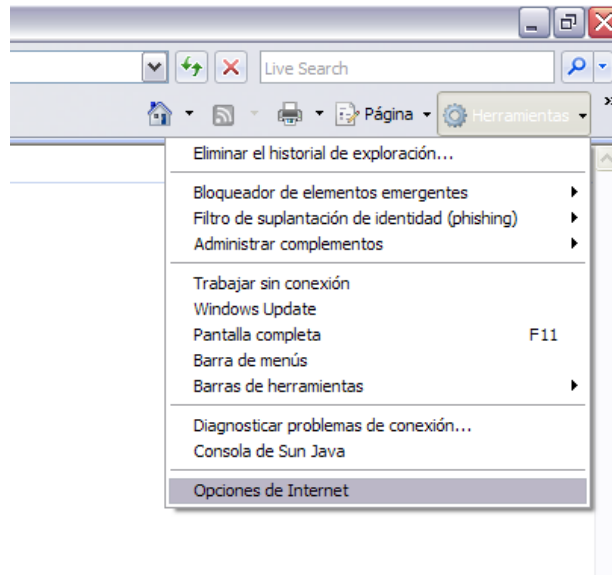 Live Search
Página
Herramientas
»
Eliminar el historial de exploración...
Bloqueador de elementos emergentes
Filtro de suplantación de identidad (phishing)
Administrar complementos
Trabajar sin conexión
Windows Update
Pantalla completa F11
Barra de menús
Barras de herramientas
Diagnosticar problemas de conexión...
Consola de Sun Java
Opciones de Internet